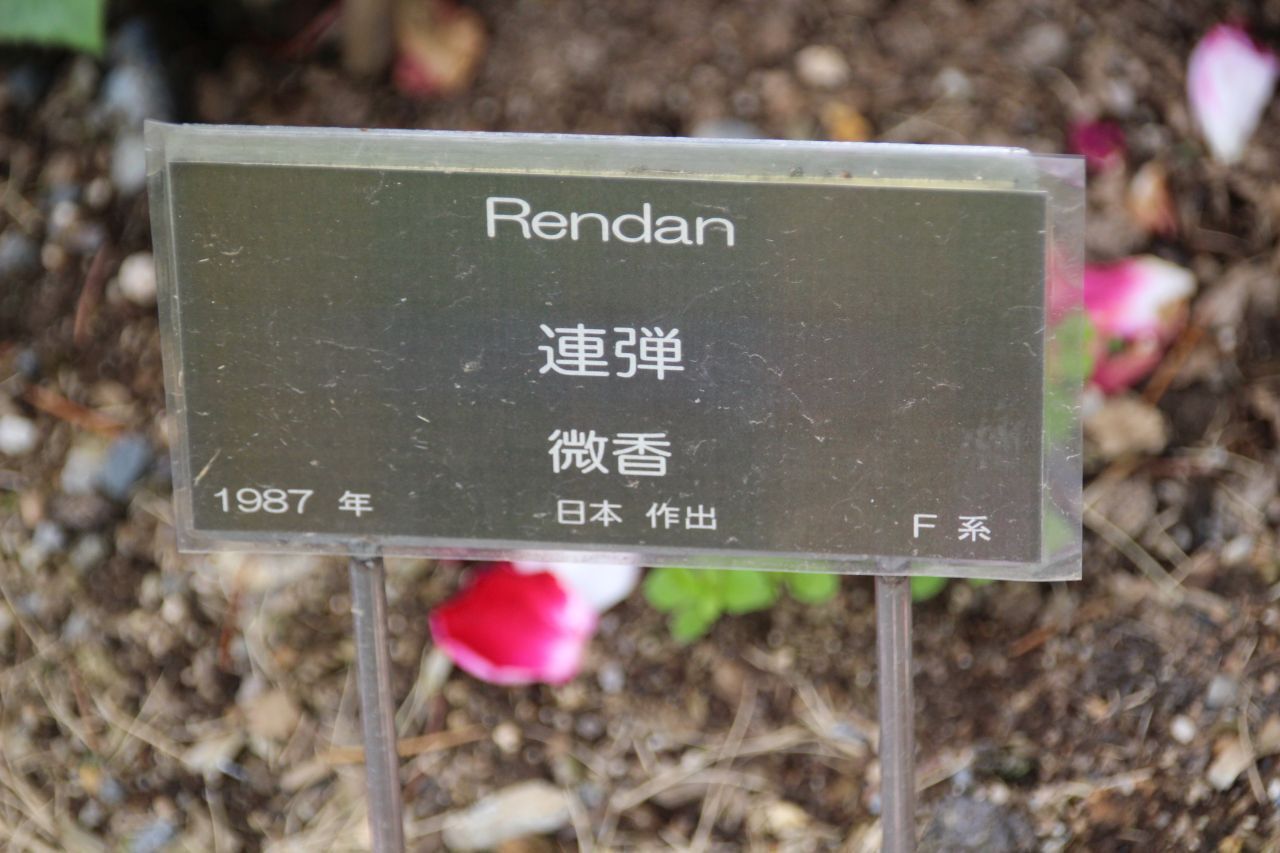 Rendan
連弾
微香
1987 年 日本 作出 F 系